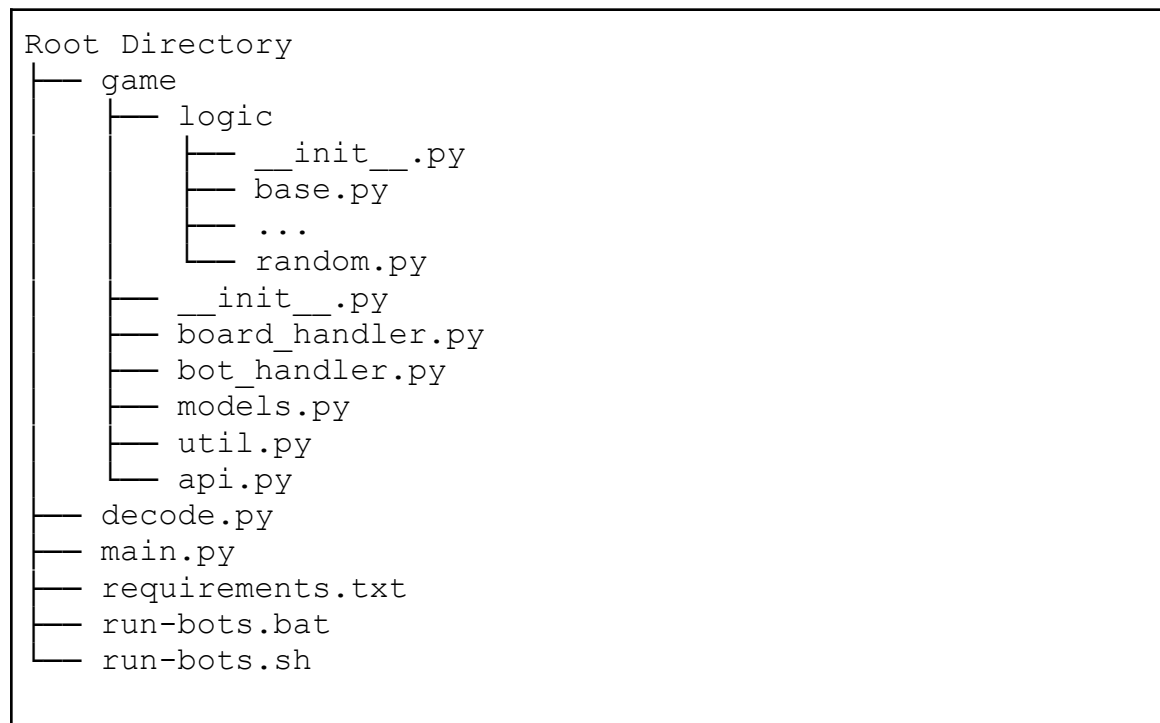 Root Directory
├── game
│   ├── logic
│   │   ├── __init__.py
│   │   ├── base.py
│   │   ├── ...
│   │   └── random.py
│   ├── __init__.py
│   ├── board_handler.py
│   ├── bot_handler.py
│   ├── models.py
│   ├── util.py
│   └── api.py
├── decode.py
├── main.py
├── requirements.txt
├── run-bots.bat
└── run-bots.sh